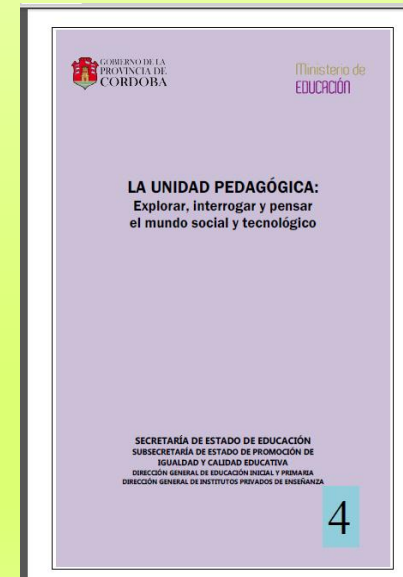 GOBIERNO DE LA
PROVINCIA DE
CORDOBA
Ministerio de
EDUCACIÓN
LA UNIDAD PEDAGÓGICA:
Explorar, interrogar y pensar
el mundo social y tecnológico
SECRETARÍA DE ESTADO DE EDUCACIÓN
SUBSECRETARÍA DE ESTADO DE PROMOCIÓN DE
IGUALDAD Y CALIDAD EDUCATIVA
DIRECCIÓN GENERAL DE EDUCACIÓN INICIAL Y PRIMARIA
DIRECCIÓN GENERAL DE INSTITUTOS PRIVADOS DE ENSEÑANZA
4